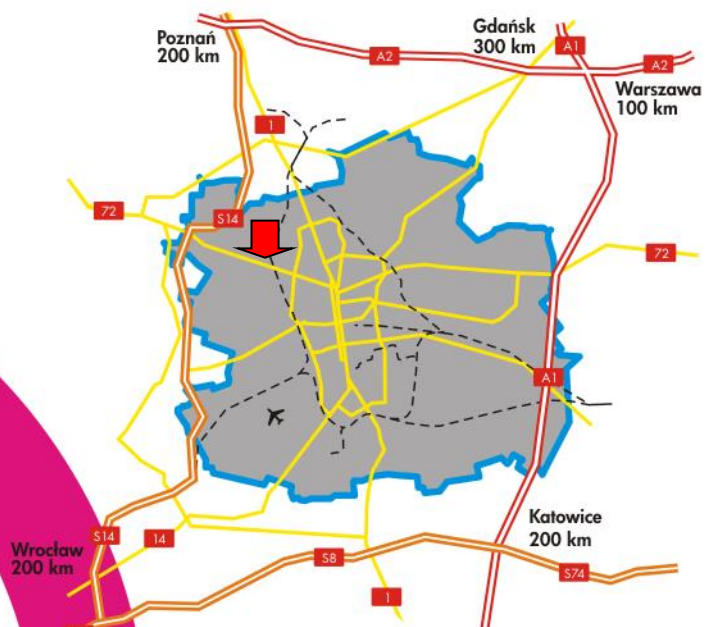 Poznań
200 km
Gdańsk
300 km
A1
A2
A2
Warszawa
100 km
1
72
S14
72
A1
Katowice
200 km
S14
14
Wrocław
200 km
S8
S74
1